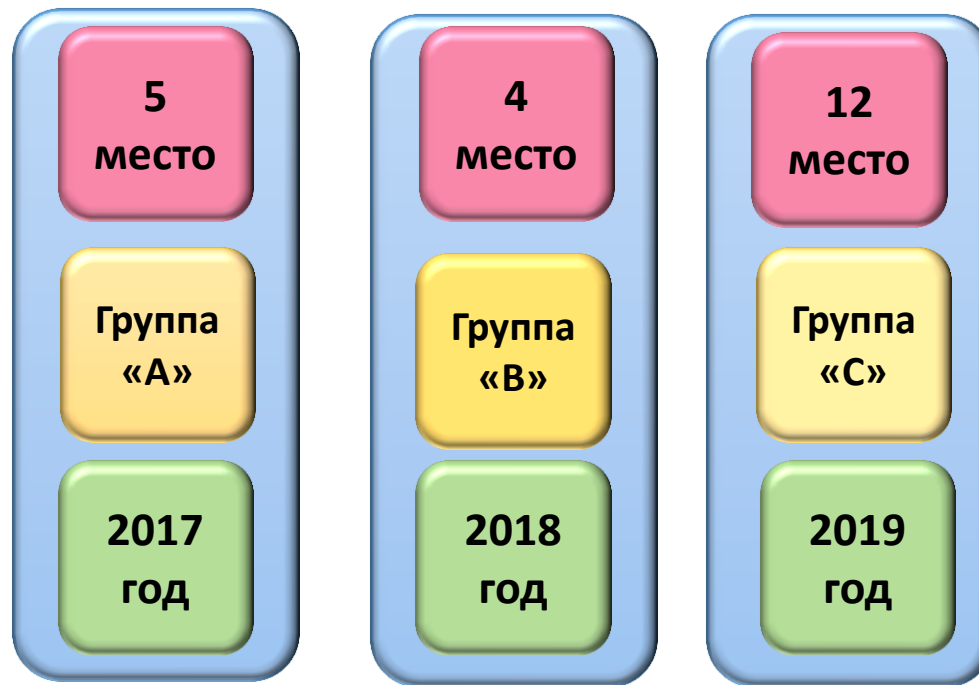 5
место
Группа
«А»
2017
год
4
место
Группа
«В»
2018
год
12
место
Группа
«С»
2019
год